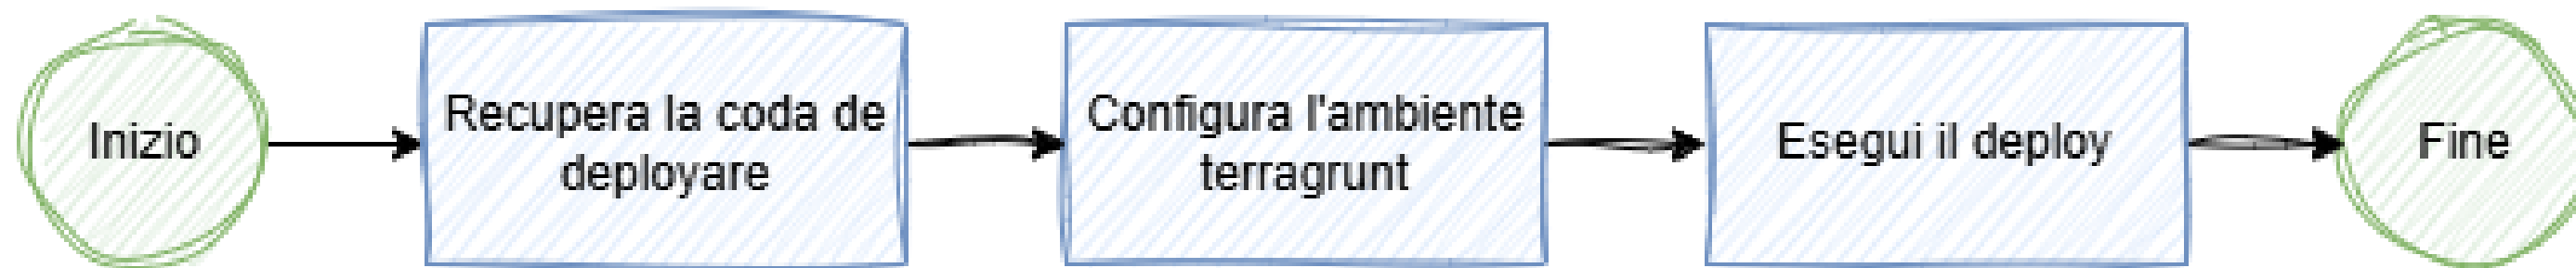 Inizio
Recupera la coda de
deployare
Configura l'ambiente
terragrunt
Esegui il deploy
Fine